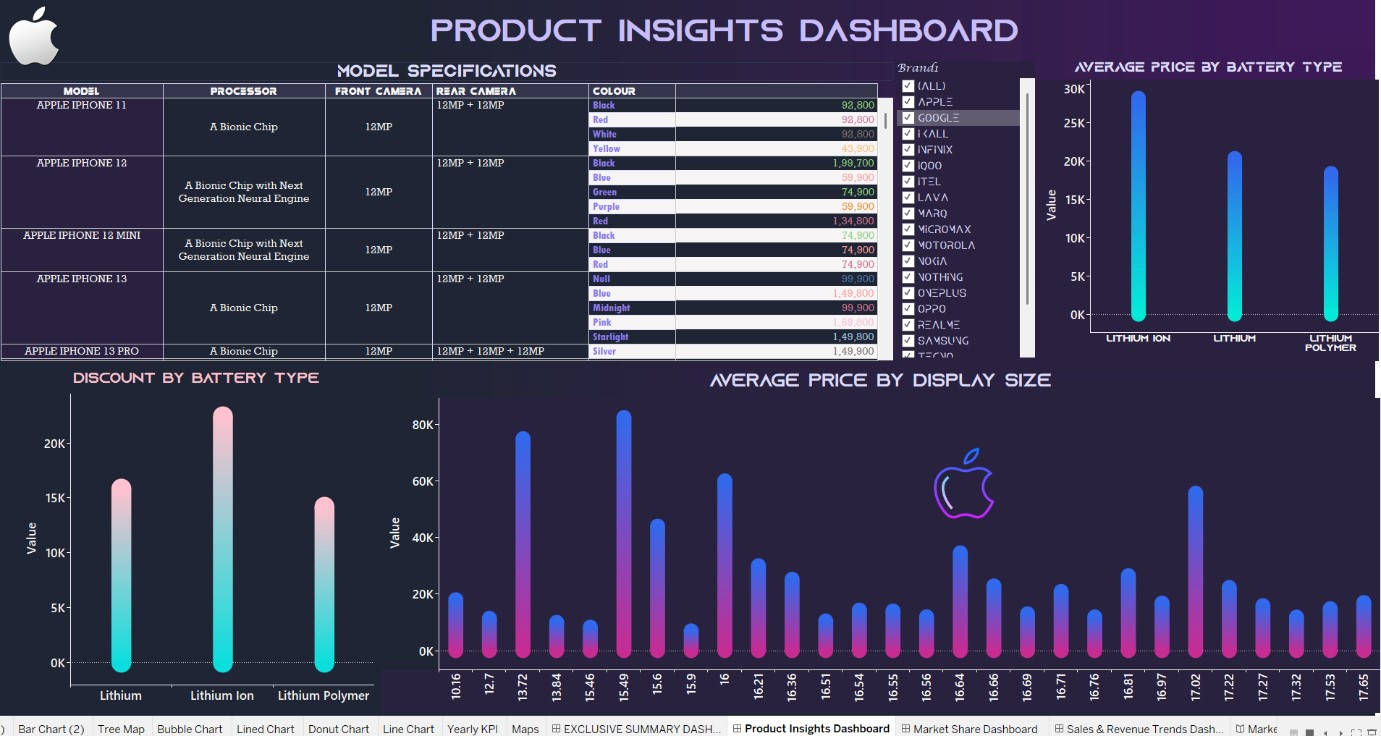 PRODUCT INSIGHTS DASHBOARD
MODEL SPECIFICATIONS
MODEL PROCESSOR FRONT CAMERA REAR CAMERA COLOUR
APPLE IPHONE 11 A Bionic Chip 12MP 12MP + 12MP Black 92,800
Red 92,800
White 92,800
Yellow 43,900
APPLE IPHONE 12 A Bionic Chip with Next Generation Neural Engine 12MP 12MP + 12MP Black 1,99,700
Blue 59,900
Green 74,900
Purple 59,900
Red 1,34,800
APPLE IPHONE 12 MINI A Bionic Chip with Next Generation Neural Engine 12MP 12MP + 12MP Black 74,900
Blue 74,900
Red 74,900
APPLE IPHONE 13 A Bionic Chip 12MP 12MP + 12MP Null 99,900
Blue 1,49,800
Midnight 99,900
Pink 1,69,800
Starlight 1,49,800
APPLE IPHONE 13 PRO A Bionic Chip 12MP 12MP + 12MP + 12MP Silver 1,49,900
Brand1
(ALL)
APPLE
GOOGLE
I KALL
INFINIX
IQOO
ITEL
LAVA
MARQ
MICROMAX
MOTOROLA
NOKIA
NOTHING
ONEPLUS
OPPO
REALME
SAMSUNG
TECNO
AVERAGE PRICE BY BATTERY TYPE
Value
30K
25K
20K
15K
10K
5K
0K
LITHIUM ION LITHIUM LITHIUM POLYMER
DISCOUNT BY BATTERY TYPE
Value
20K
15K
10K
5K
0K
Lithium Lithium Ion Lithium Polymer
AVERAGE PRICE BY DISPLAY SIZE
Value
80K
60K
40K
20K
0K
10.16 12.7 13.72 13.84 15.46 15.49 15.6 15.9 16 16.21 16.36 16.51 16.54 16.55 16.56 16.64 16.66 16.69 16.71 16.76 16.81 16.97 17.02 17.22 17.27 17.32 17.53 17.65
) Bar Chart (2) Tree Map Bubble Chart Lined Chart Donut Chart Line Chart Yearly KPI Maps EXCLUSIVE SUMMARY DASH... Product Insights Dashboard Market Share Dashboard Sales & Revenue Trends Dash... Marke